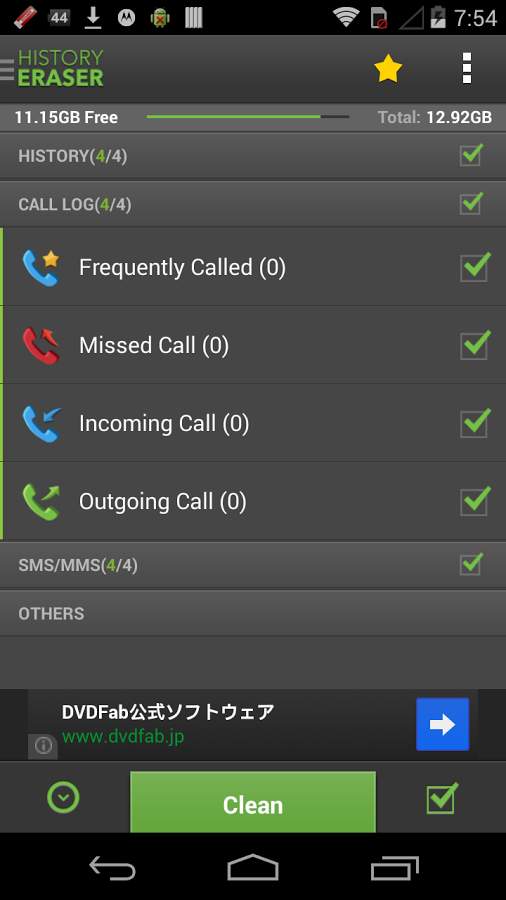 44
7:54
HISTORY
ERASER
11.15GB Free Total: 12.92GB
HISTORY(4/4)
CALL LOG(4/4)
Frequently Called (0)
Missed Call (0)
Incoming Call (0)
Outgoing Call (0)
SMS/MMS(4/4)
OTHERS
DVDFab公式ソフトウェア
www.dvdfab.jp
Clean